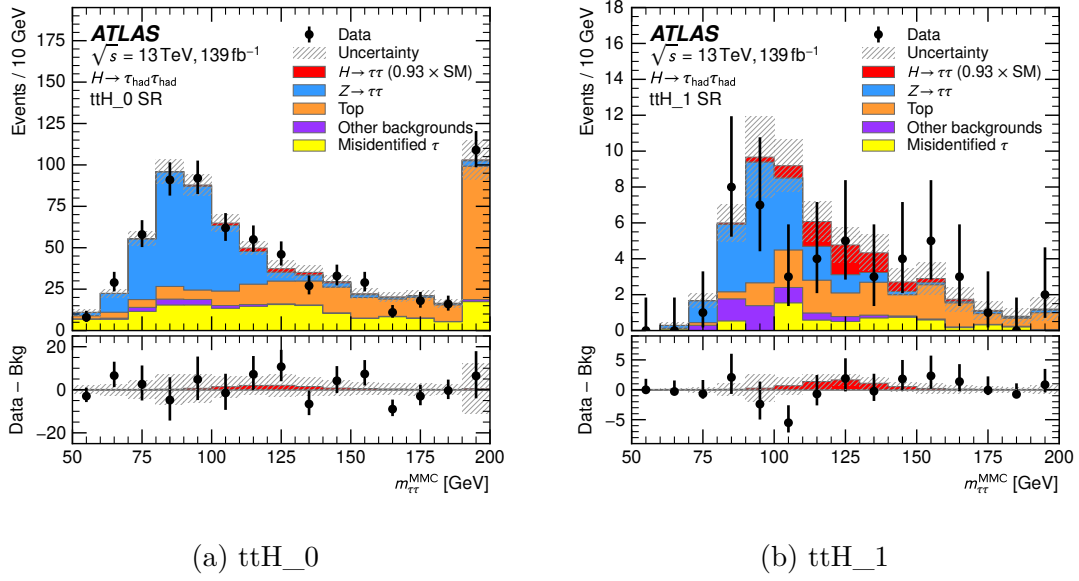 Events / 10 GeV
175
150
125
100
75
50
25
0
ATLAS
√s = 13 TeV, 139 fb⁻¹
H → τhadτhad
ttH_0 SR
Data
Uncertainty
H → ττ (0.93 × SM)
Z → ττ
Top
Other backgrounds
Misidentified τ
Data − Bkg
20
0
−20
50 75 100 125 150 175 200
mττMMC [GeV]
(a) ttH_0
Events / 10 GeV
18
16
14
12
10
8
6
4
2
0
ATLAS
√s = 13 TeV, 139 fb⁻¹
H → τhadτhad
ttH_1 SR
Data
Uncertainty
H → ττ (0.93 × SM)
Z → ττ
Top
Other backgrounds
Misidentified τ
Data − Bkg
5
0
−5
50 75 100 125 150 175 200
mττMMC [GeV]
(b) ttH_1